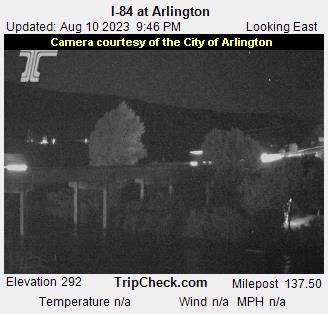 I-84 at Arlington
Updated: Aug 10 2023 9:46 PM Looking East
Camera courtesy of the City of Arlington
Elevation 292 TripCheck.com Milepost 137.50
Temperature n/a Wind n/a MPH n/a